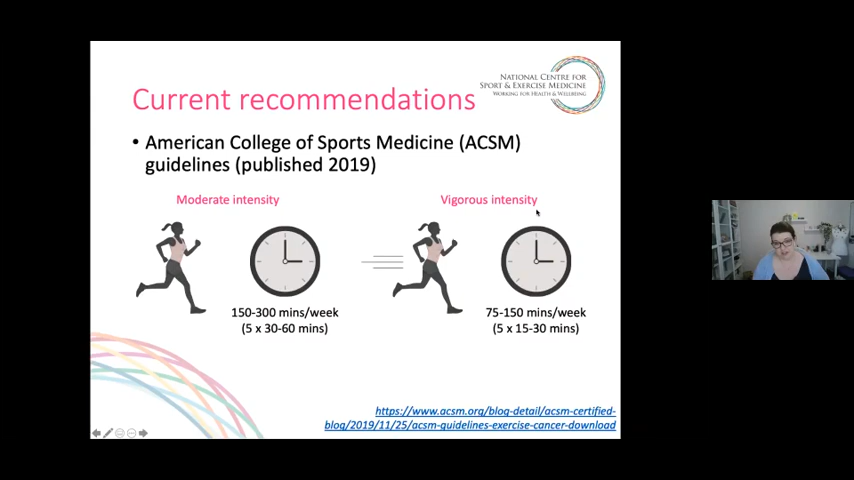 NATIONAL CENTRE FOR
SPORT & EXERCISE MEDICINE
WORKING FOR HEALTH & WELLBEING
Current recommendations
• American College of Sports Medicine (ACSM)
guidelines (published 2019)
Moderate intensity
Vigorous intensity
150-300 mins/week
(5 x 30-60 mins)
75-150 mins/week
(5 x 15-30 mins)
https://www.acsm.org/blog-detail/acsm-certified-
blog/2019/11/25/acsm-guidelines-exercise-cancer-download